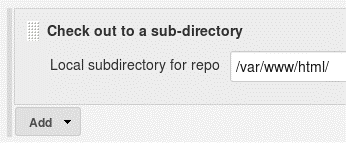 Check out to a sub-directory
Local subdirectory for repo /var/www/html/
Add